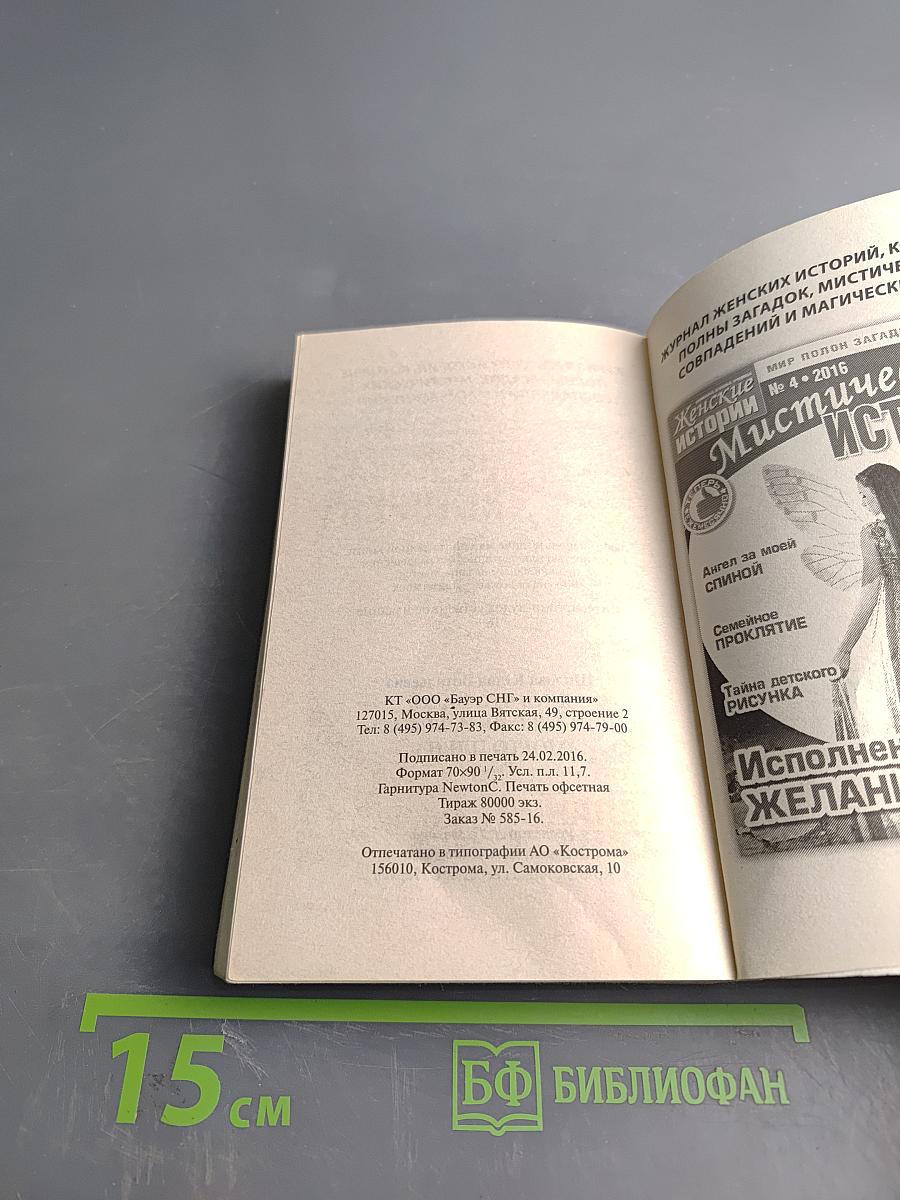 КТ «ООО «Бауэр СНГ» и компания»
127015, Москва, улица Вятская, 49, строение 2
Тел: 8 (495) 974-73-83, Факс: 8 (495) 974-79-00
Подписано в печать 24.02.2016.
Формат 70×90 1/32. Усл. п.л. 11,7.
Гарнитура NewtonC. Печать офсетная
Тираж 80000 экз.
Заказ № 585-16.
Отпечатано в типографии АО «Кострома»
156010, Кострома, ул. Самоковская, 10
ЖУРНАЛ ЖЕНСКИХ ИСТОРИЙ, К
ПОЛНЫ ЗАГАДОК, МИСТИЧЕ
СОВПАДЕНИЙ И МАГИЧЕСК
МИР ПОЛОН ЗАГАД
Женские
ИСТОРИИ
№ 4 • 2016
Мистиче
ИСТ
ТЕПЕРЬ
Ангел за моей
СПИНОЙ
Семейное
ПРОКЛЯТИЕ
Тайна детского
РИСУНКА
Исполнен
ЖЕЛАН
15 см
БФ БИБЛИОФАН